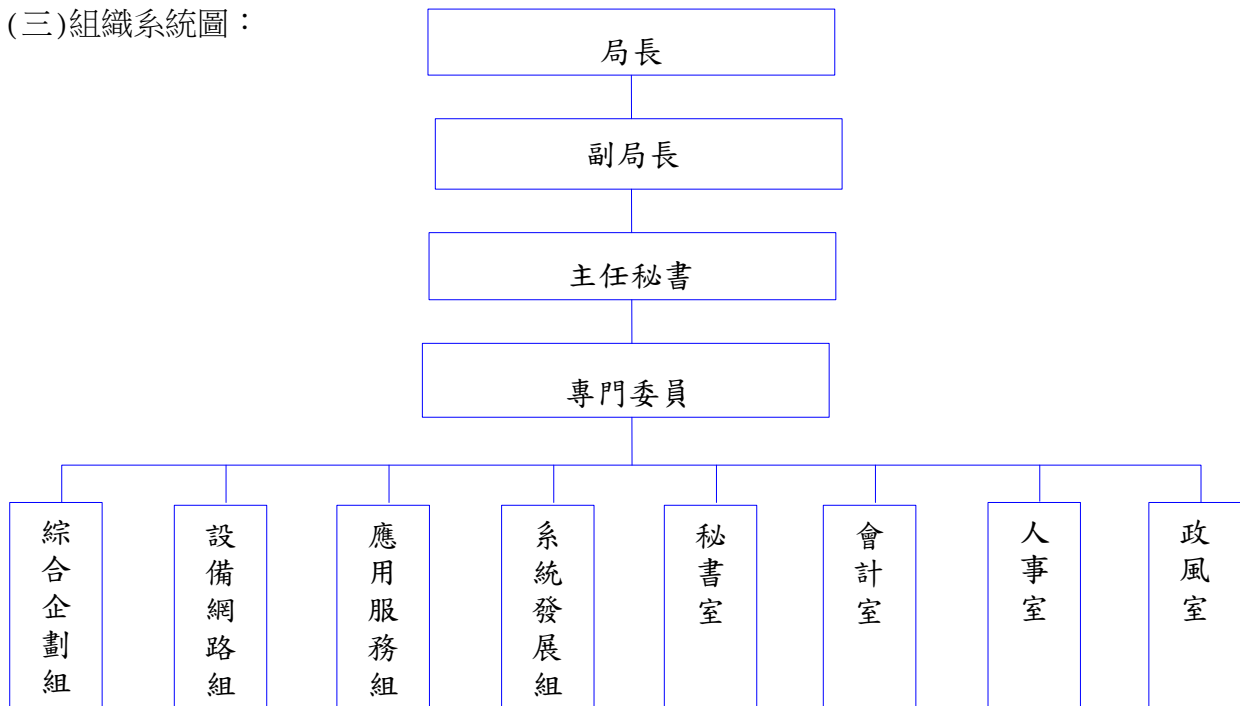 (三)組織系統圖：
局長
副局長
主任秘書
專門委員
綜合企劃組
設備網路組
應用服務組
系統發展組
秘書室
會計室
人事室
政風室